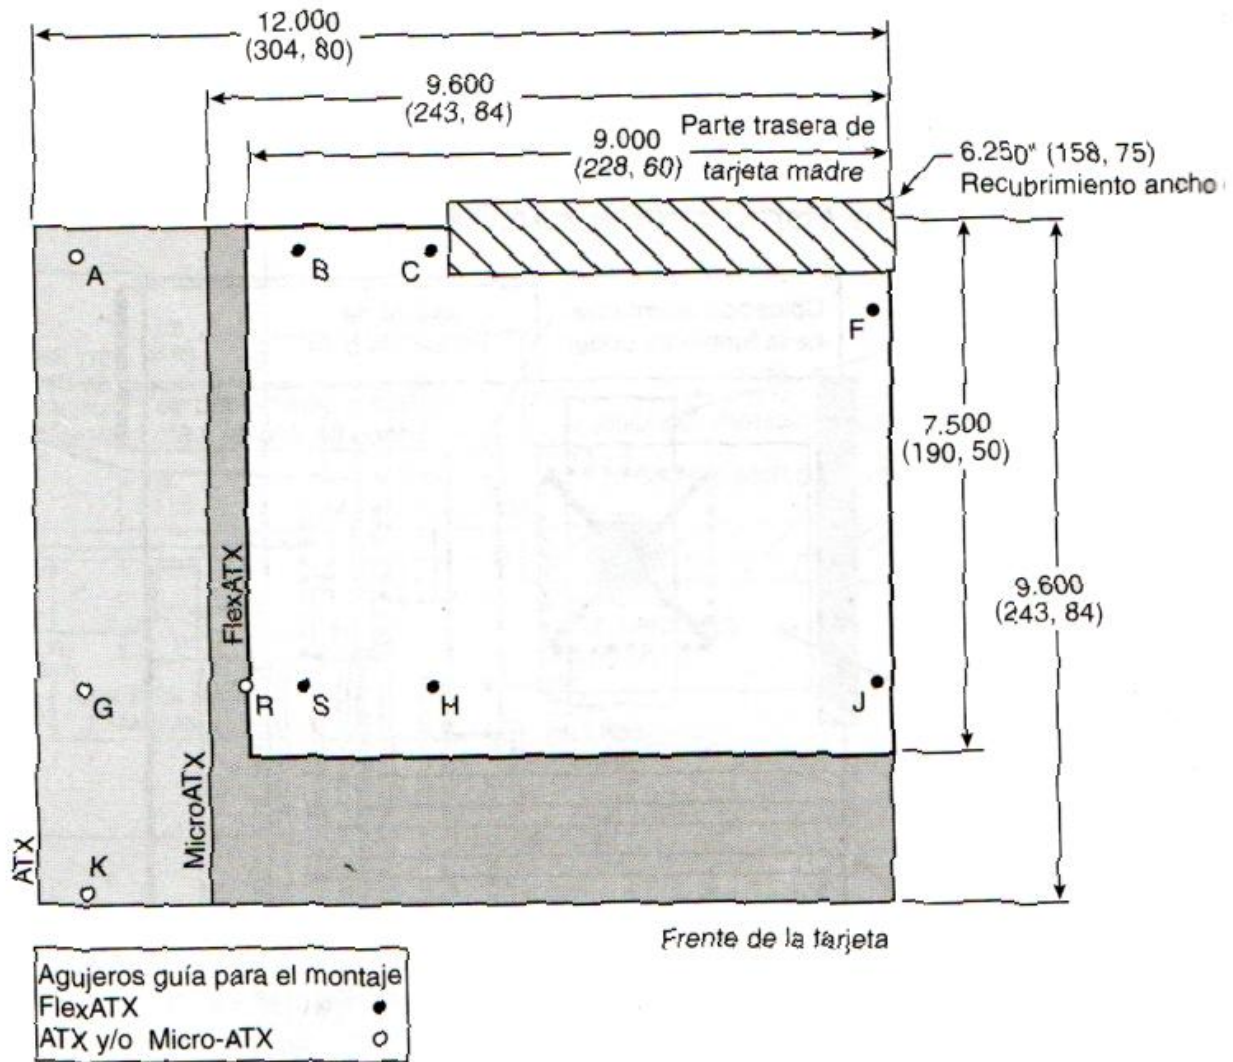 12.000
(304, 80)
9.600
(243, 84)
9.000
(228, 60)
Parte trasera de
tarjeta madre
6.250" (158, 75)
Recubrimiento ancho
A
B
C
F
7.500
(190, 50)
9.600
(243, 84)
FlexATX
G
R
S
H
J
MicroATX
ATX
K
Frente de la tarjeta
Agujeros guía para el montaje
FlexATX
ATX y/o Micro-ATX